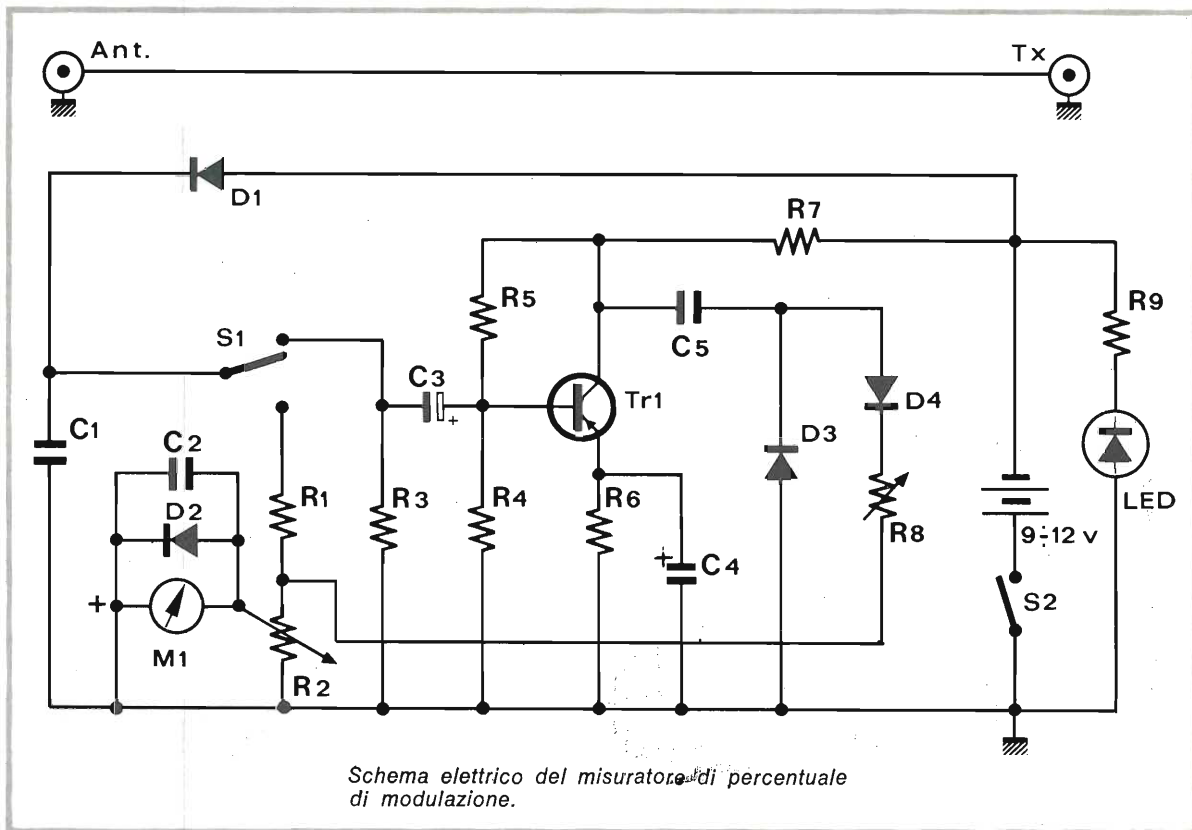 Ant.
Tx
D1
R7
R5
R9
S1
C5
C3
+
Tr1
D4
C1
C2
D3
R1
R3
R4
R6
LED
D2
R8
9÷12 v
+
C4
+
S2
M1
R2
Schema elettrico del misuratore di percentuale
di modulazione.